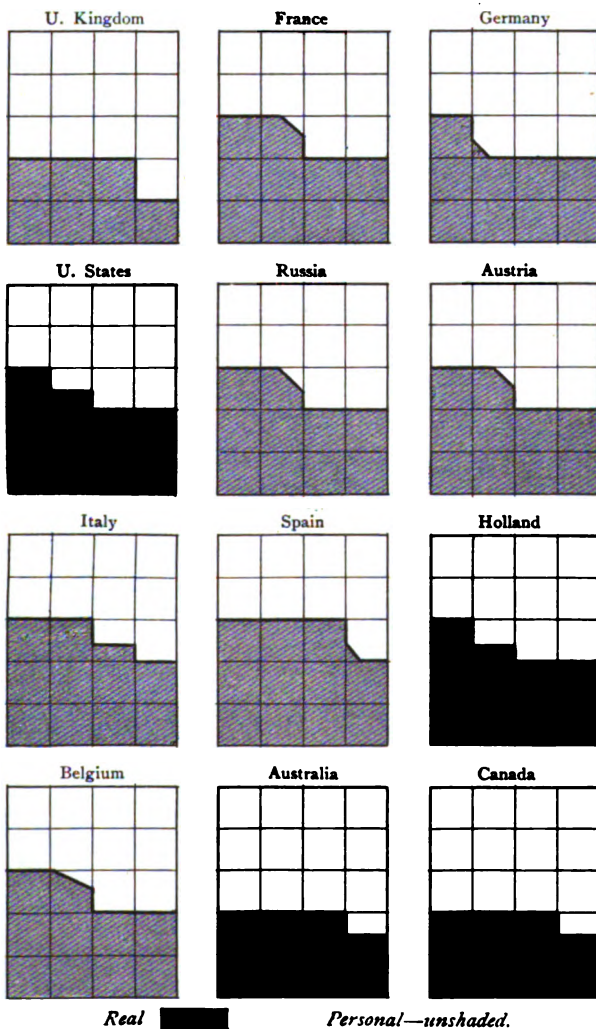 U. Kingdom France Germany
U. States Russia Austria
Italy Spain Holland
Belgium Australia Canada
Real Personal—unshaded.